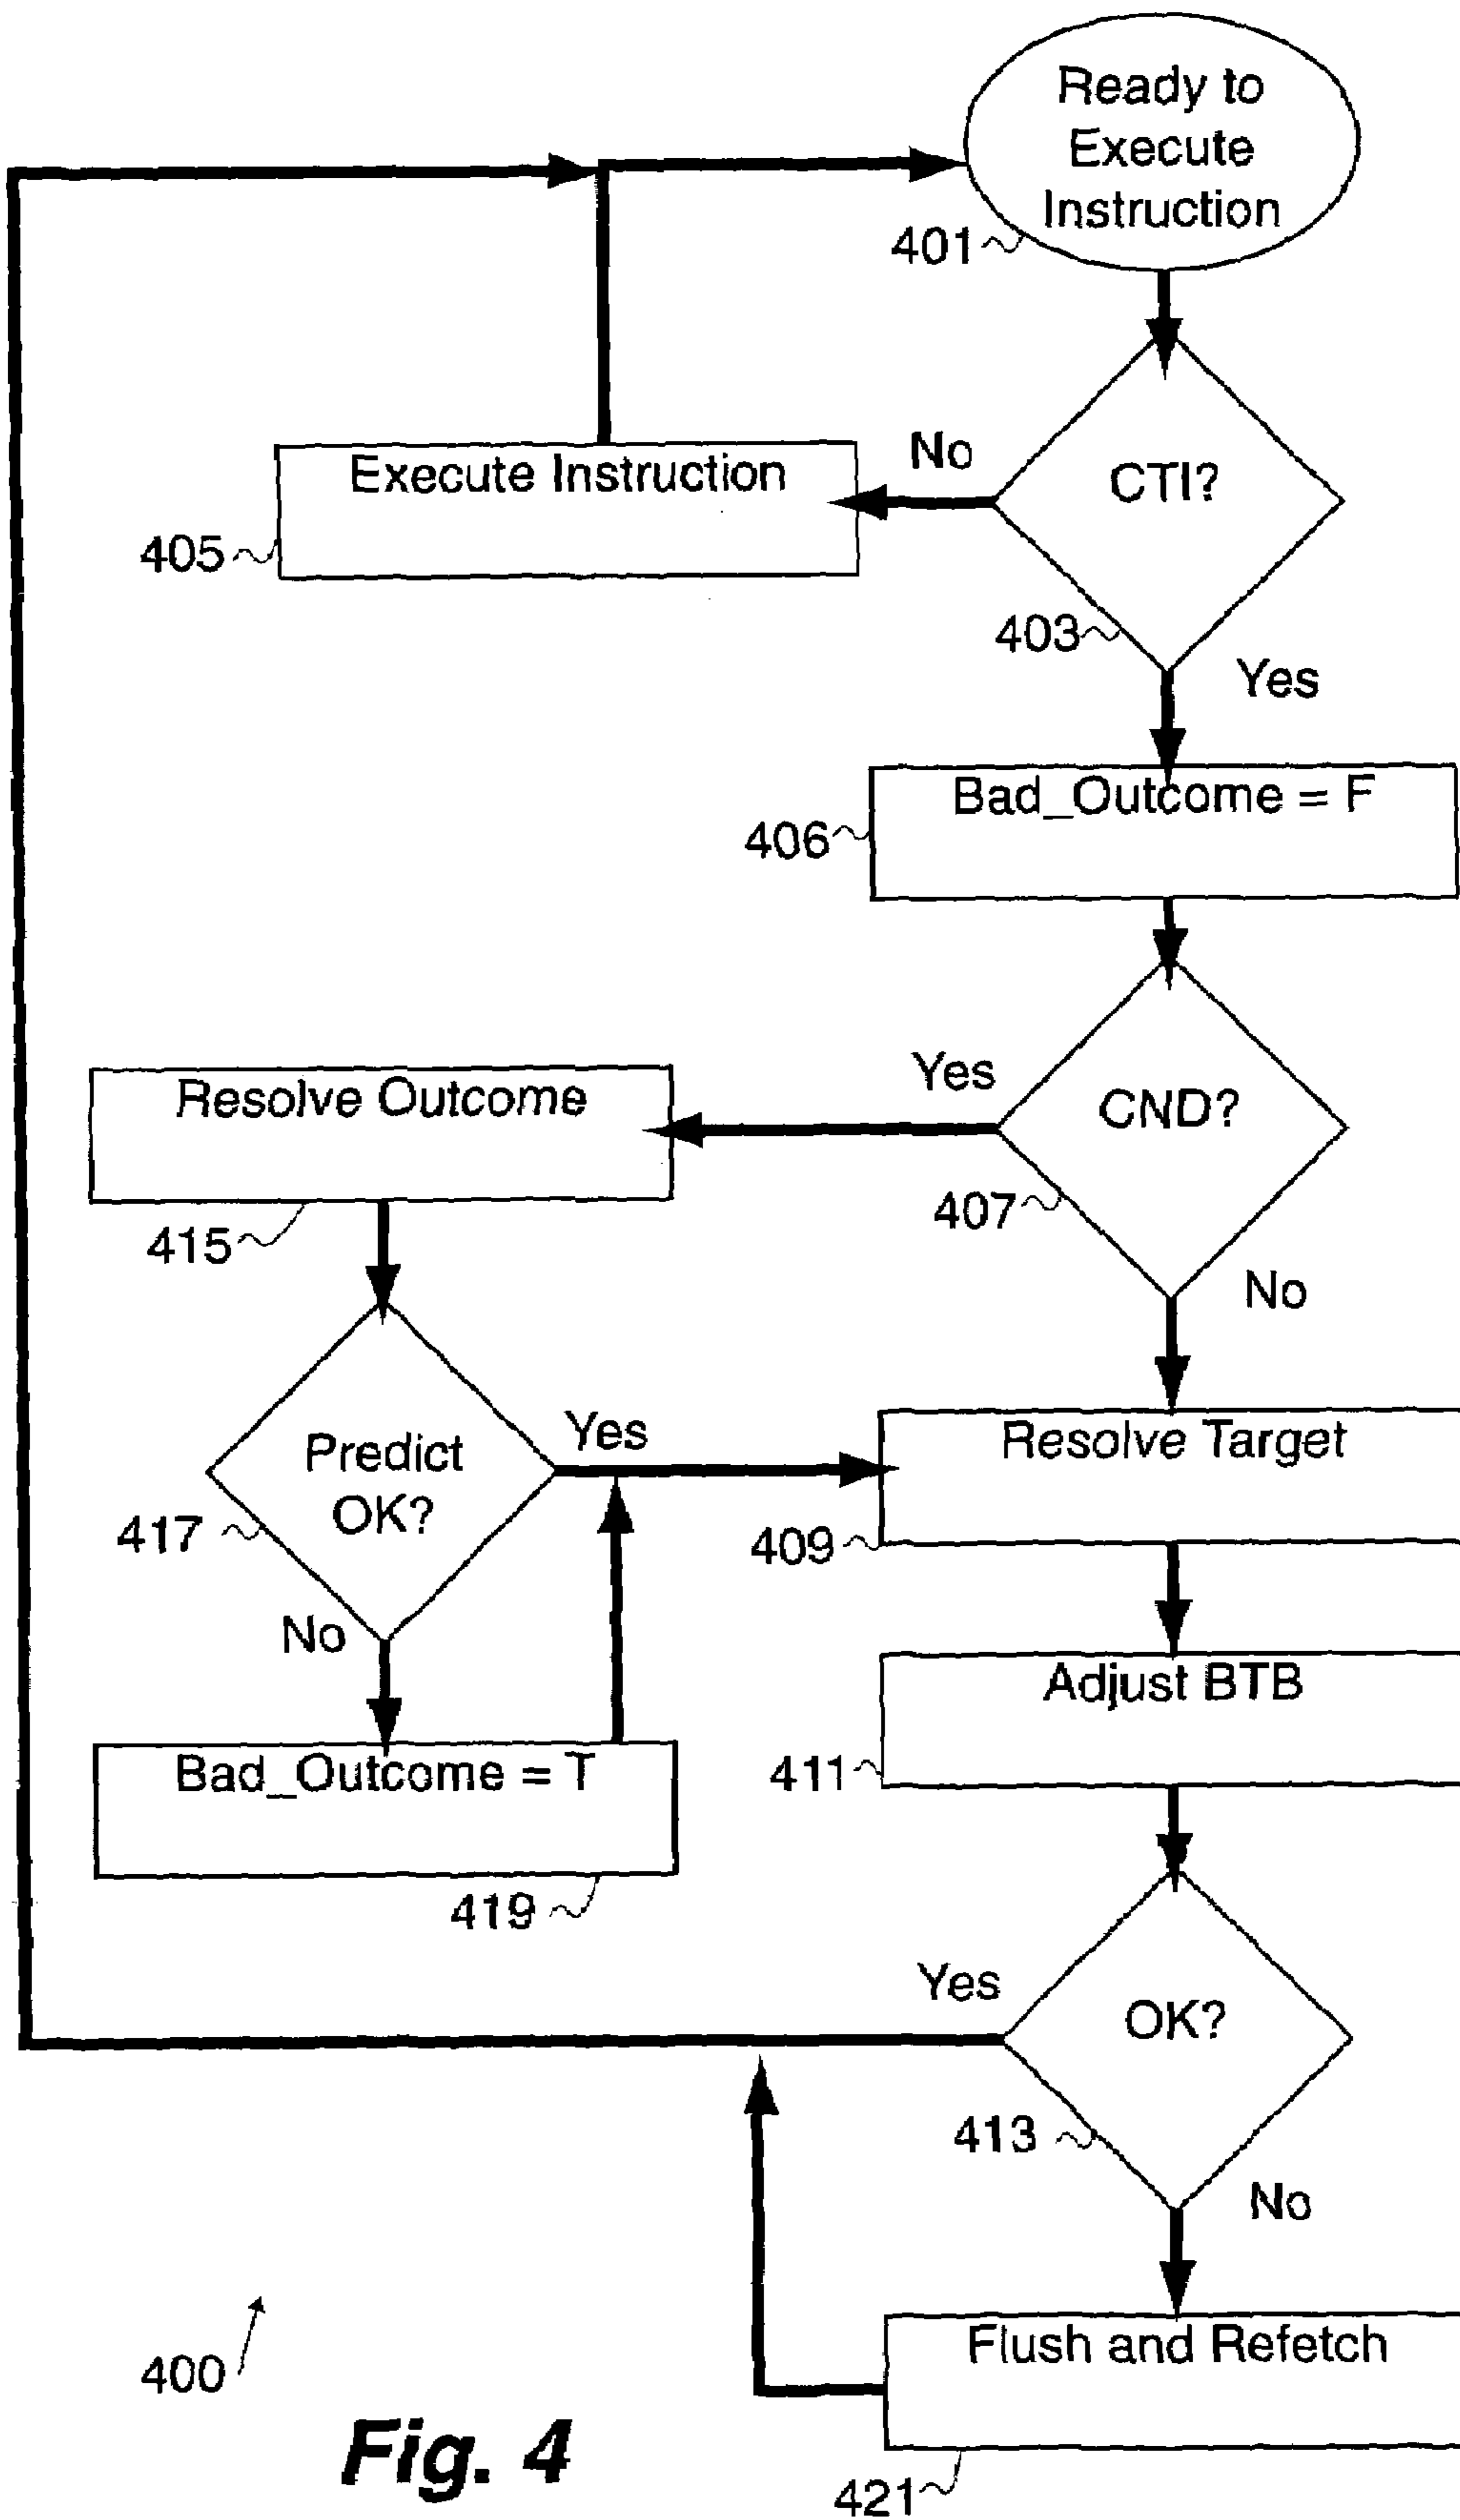 Ready to
Execute
Instruction
401
No
CTI?
Execute Instruction
405
403
Yes
Bad_Outcome = F
406
Yes
CND?
Resolve Outcome
407
415
No
Yes
Resolve Target
Predict
OK?
417
409
No
Adjust BTB
Bad_Outcome = T
411
419
Yes
OK?
413
No
Flush and Refetch
400
Fig. 4
421